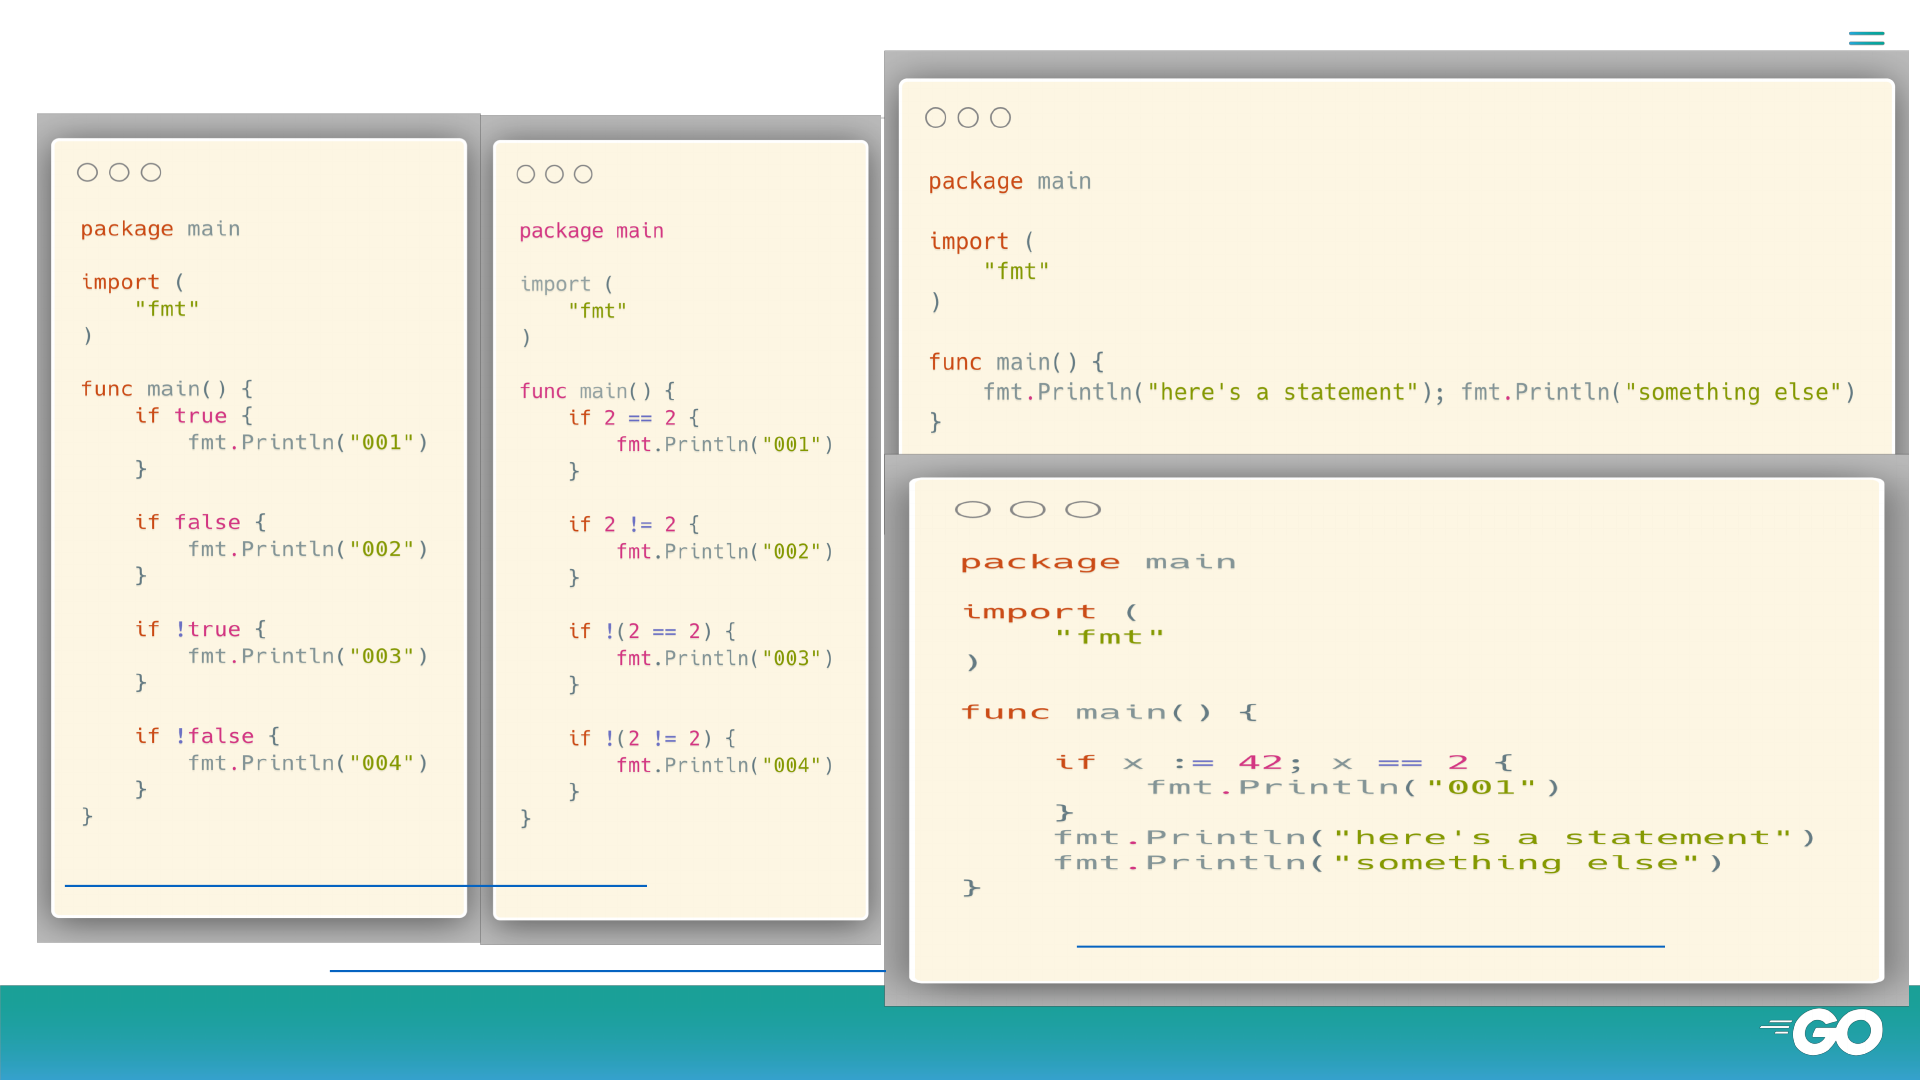 package main
import (
"fmt"
)
func main() {
if true {
fmt.Println("001")
}
if false {
fmt.Println("002")
}
if !true {
fmt.Println("003")
}
if !false {
fmt.Println("004")
}
}
package main
import (
"fmt"
)
func main() {
if 2 == 2 {
fmt.Println("001")
}
if 2 != 2 {
fmt.Println("002")
}
if !(2 == 2) {
fmt.Println("003")
}
if !(2 != 2) {
fmt.Println("004")
}
}
package main
import (
"fmt"
)
func main() {
fmt.Println("here's a statement"); fmt.Println("something else")
}
package main
import (
"fmt"
)
func main() {
if x := 42; x == 2 {
fmt.Println("001")
}
fmt.Println("here's a statement")
fmt.Println("something else")
}
GO